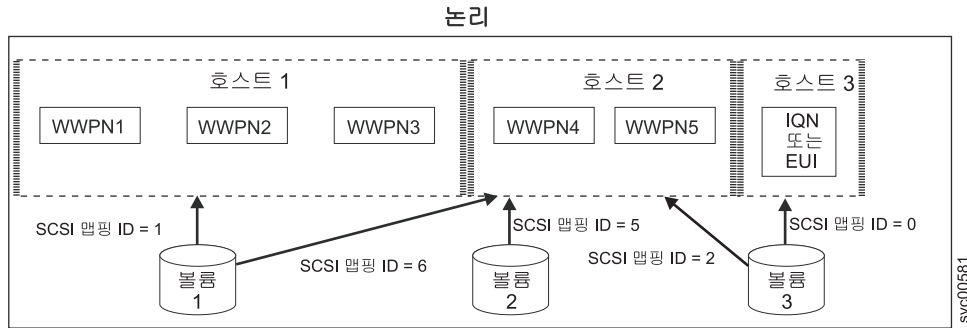 논리
호스트 1
호스트 2
호스트 3
WWPN1
WWPN2
WWPN3
WWPN4
WWPN5
IQN
또는
EUI
SCSI 맵핑 ID = 1
SCSI 맵핑 ID = 6
SCSI 맵핑 ID = 5
SCSI 맵핑 ID = 2
SCSI 맵핑 ID = 0
볼륨
1
볼륨
2
볼륨
3
svc00581